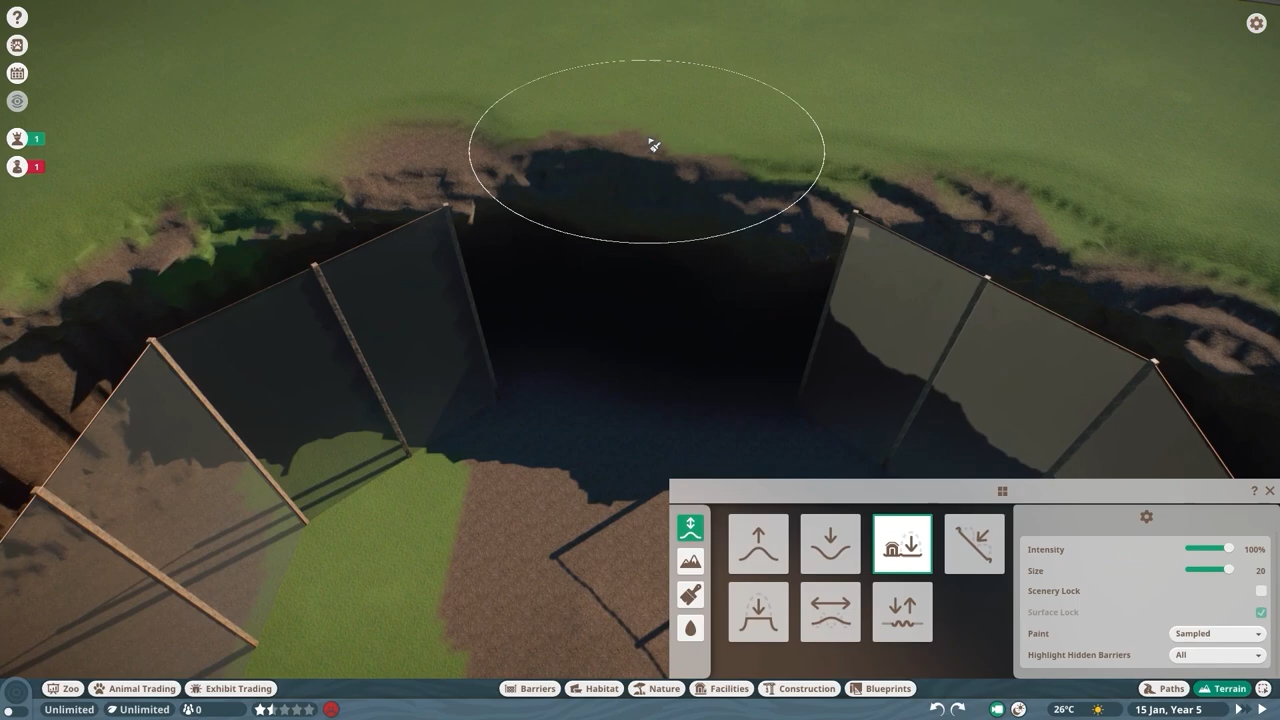 ?
1
1
? ×
Intensity 100%
Size 20
Scenery Lock
Surface Lock
Paint Sampled
Highlight Hidden Barriers All
Zoo Animal Trading Exhibit Trading Barriers Habitat Nature Facilities Construction Blueprints Paths Terrain
Unlimited Unlimited 0 26°C 15 Jan, Year 5